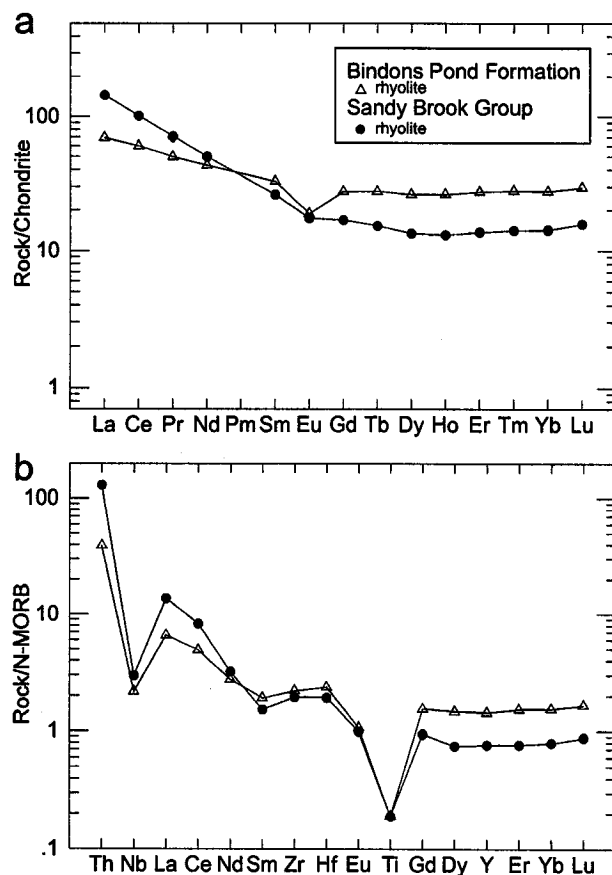 a
Bindons Pond Formation
rhyolite
Sandy Brook Group
rhyolite
Rock/Chondrite
100
10
1
La Ce Pr Nd Pm Sm Eu Gd Tb Dy Ho Er Tm Yb Lu
b
Rock/N-MORB
100
10
1
.1
Th Nb La Ce Nd Sm Zr Hf Eu Ti Gd Dy Y Er Yb Lu